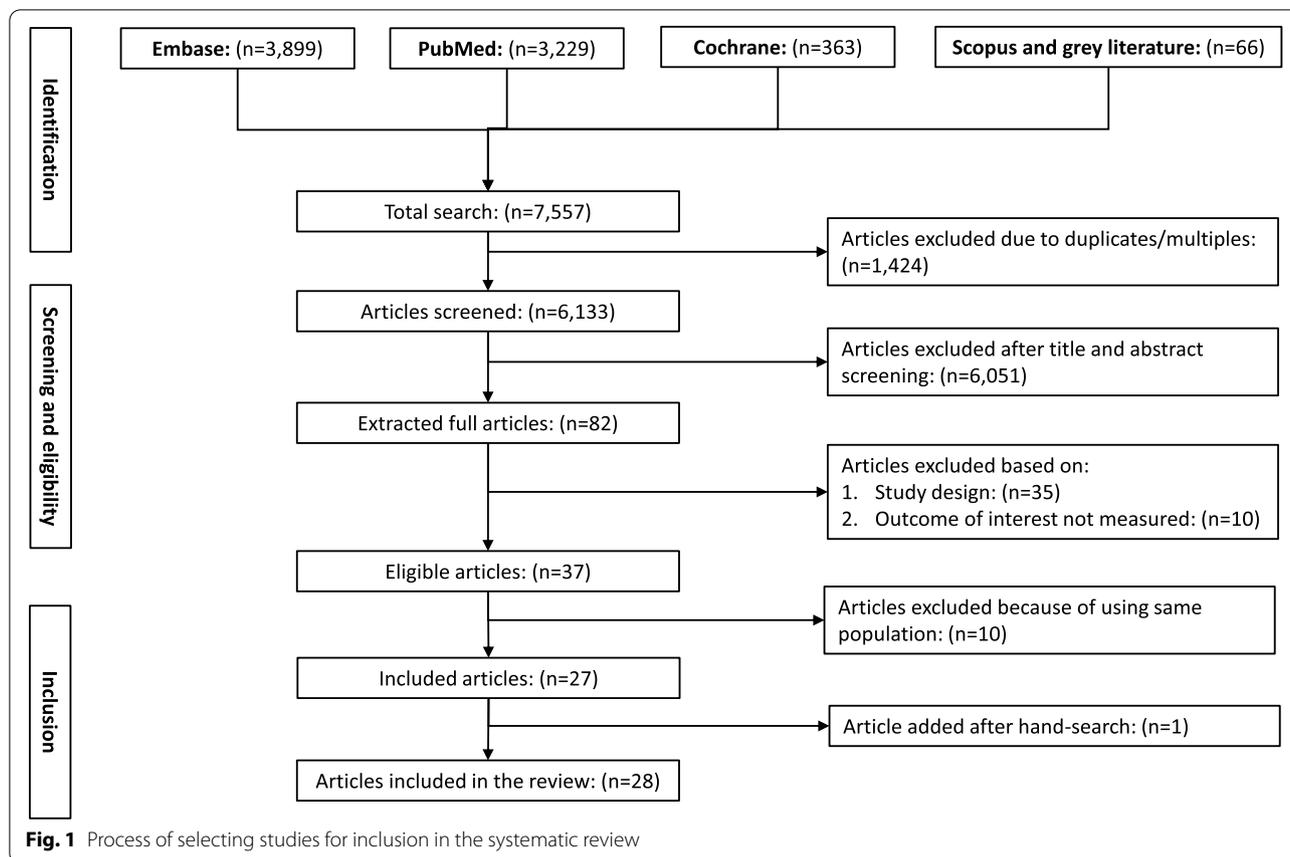 Identification
Embase: (n=3,899)
PubMed: (n=3,229)
Cochrane: (n=363)
Scopus and grey literature: (n=66)
Total search: (n=7,557)
Articles excluded due to duplicates/multiples:
(n=1,424)
Screening and eligibility
Articles screened: (n=6,133)
Articles excluded after title and abstract
screening: (n=6,051)
Extracted full articles: (n=82)
Articles excluded based on:
1. Study design: (n=35)
2. Outcome of interest not measured: (n=10)
Eligible articles: (n=37)
Inclusion
Articles excluded because of using same
population: (n=10)
Included articles: (n=27)
Article added after hand-search: (n=1)
Articles included in the review: (n=28)
Fig. 1 Process of selecting studies for inclusion in the systematic review